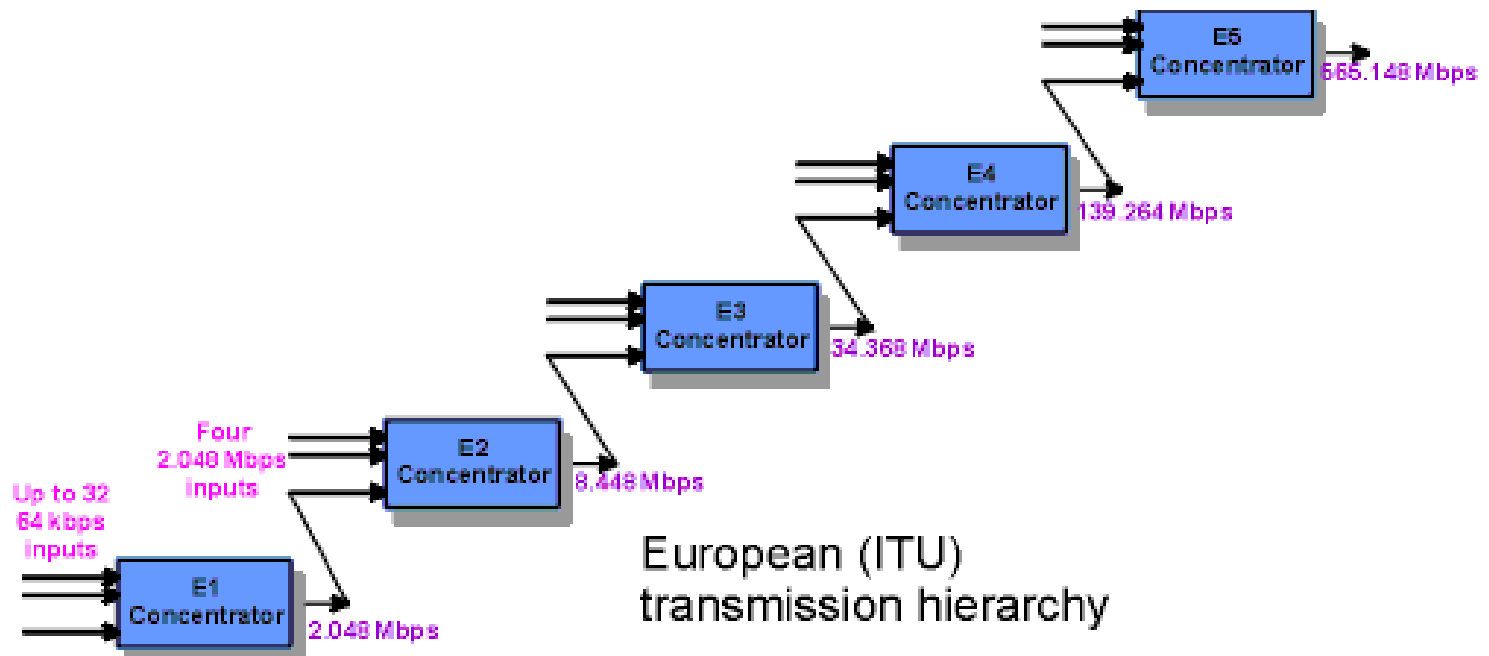 E5
Concentrator
565.148 Mbps
E4
Concentrator
139.264 Mbps
E3
Concentrator
34.368 Mbps
Four
2.048 Mbps
inputs
E2
Concentrator
8.448 Mbps
Up to 32
64 kbps
inputs
E1
Concentrator
2.048 Mbps
European (ITU)
transmission hierarchy